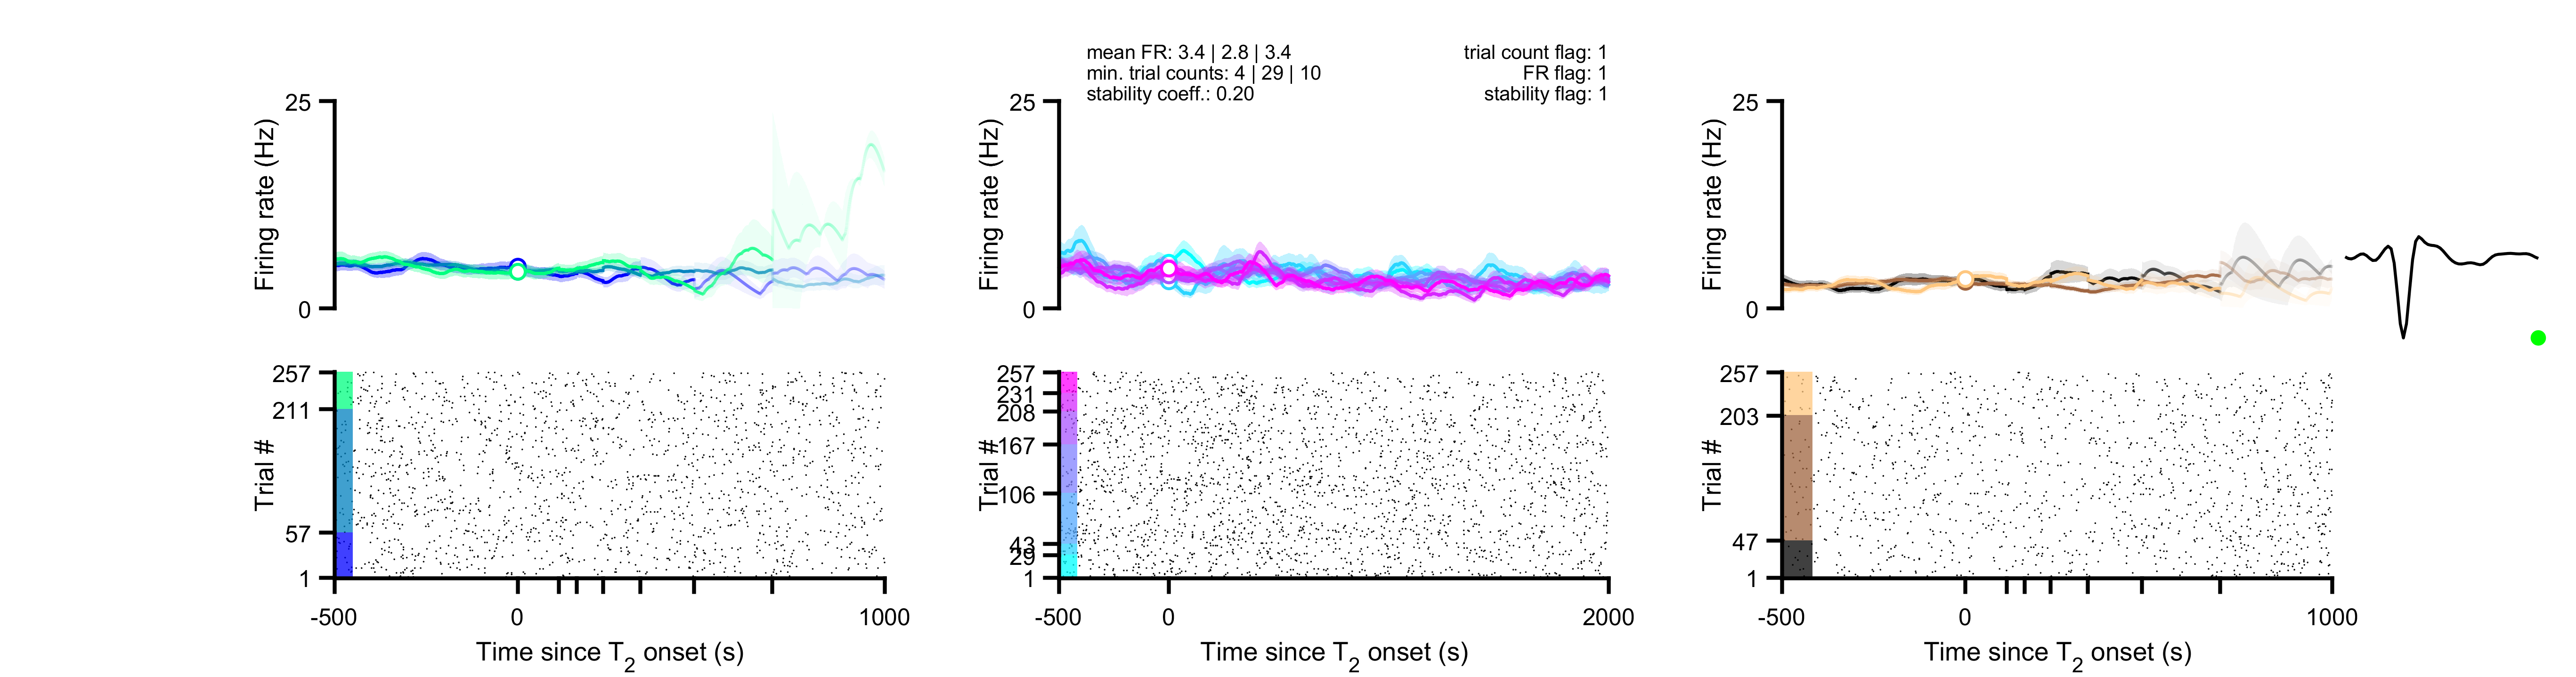 mean FR: 3.4 | 2.8 | 3.4
min. trial counts: 4 | 29 | 10
stability coeff.: 0.20
trial count flag: 1
FR flag: 1
stability flag: 1
25
Firing rate (Hz)
0
257
211
Trial #
57
1
-500
0
1000
Time since T2 onset (s)
25
Firing rate (Hz)
0
257
231
208
167
Trial #
106
43
29
1
-500
0
2000
Time since T2 onset (s)
25
Firing rate (Hz)
0
257
203
Trial #
47
1
-500
0
1000
Time since T2 onset (s)